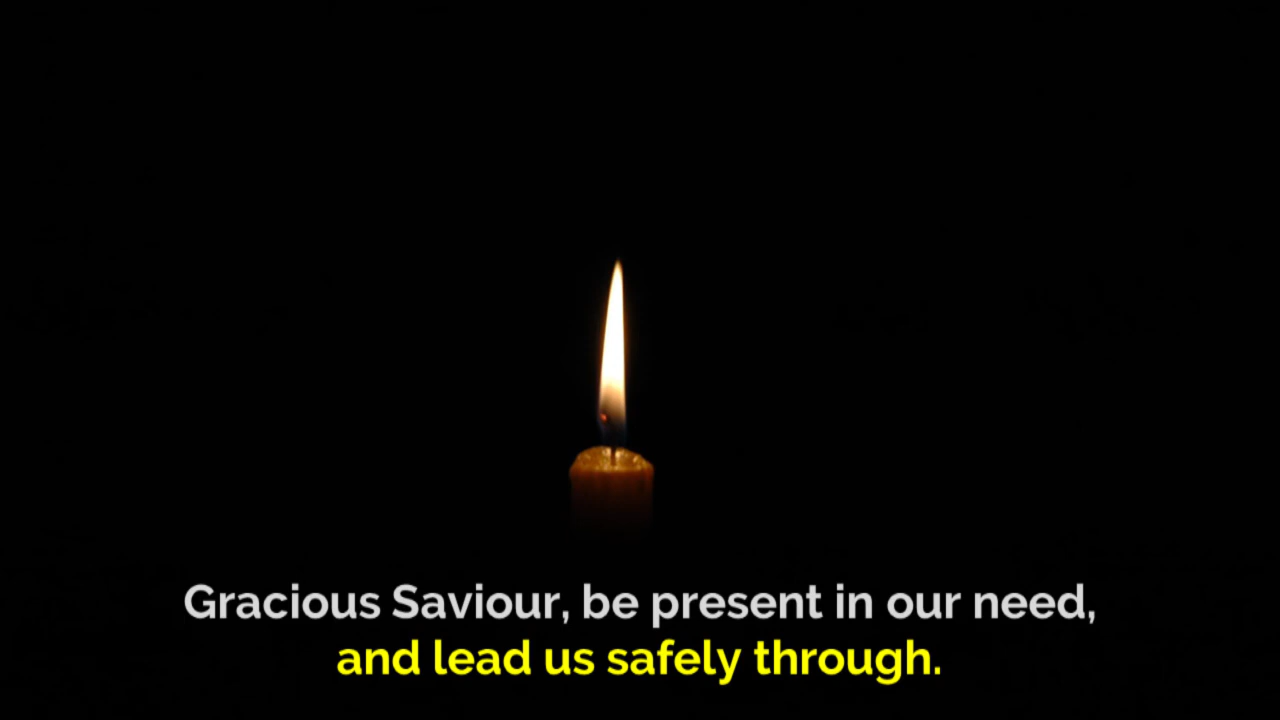 Gracious Saviour, be present in our need,
and lead us safely through.